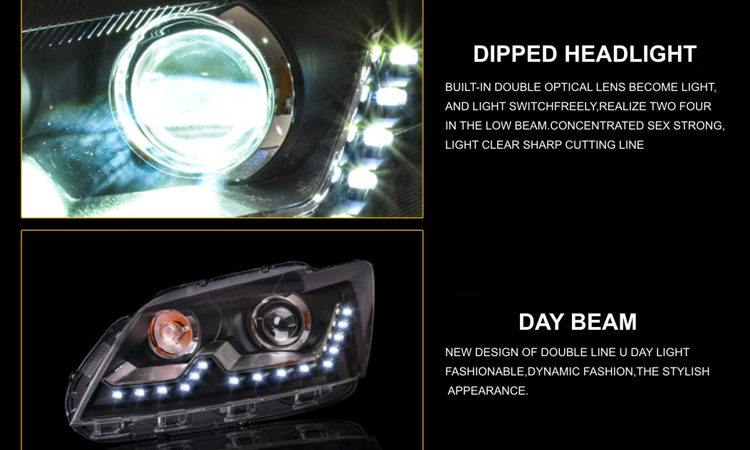 DIPPED HEADLIGHT
BUILT-IN DOUBLE OPTICAL LENS BECOME LIGHT,
AND LIGHT SWITCHFREELY,REALIZE TWO FOUR
IN THE LOW BEAM.CONCENTRATED SEX STRONG,
LIGHT CLEAR SHARP CUTTING LINE
DAY BEAM
NEW DESIGN OF DOUBLE LINE U DAY LIGHT
FASHIONABLE,DYNAMIC FASHION,THE STYLISH
APPEARANCE.